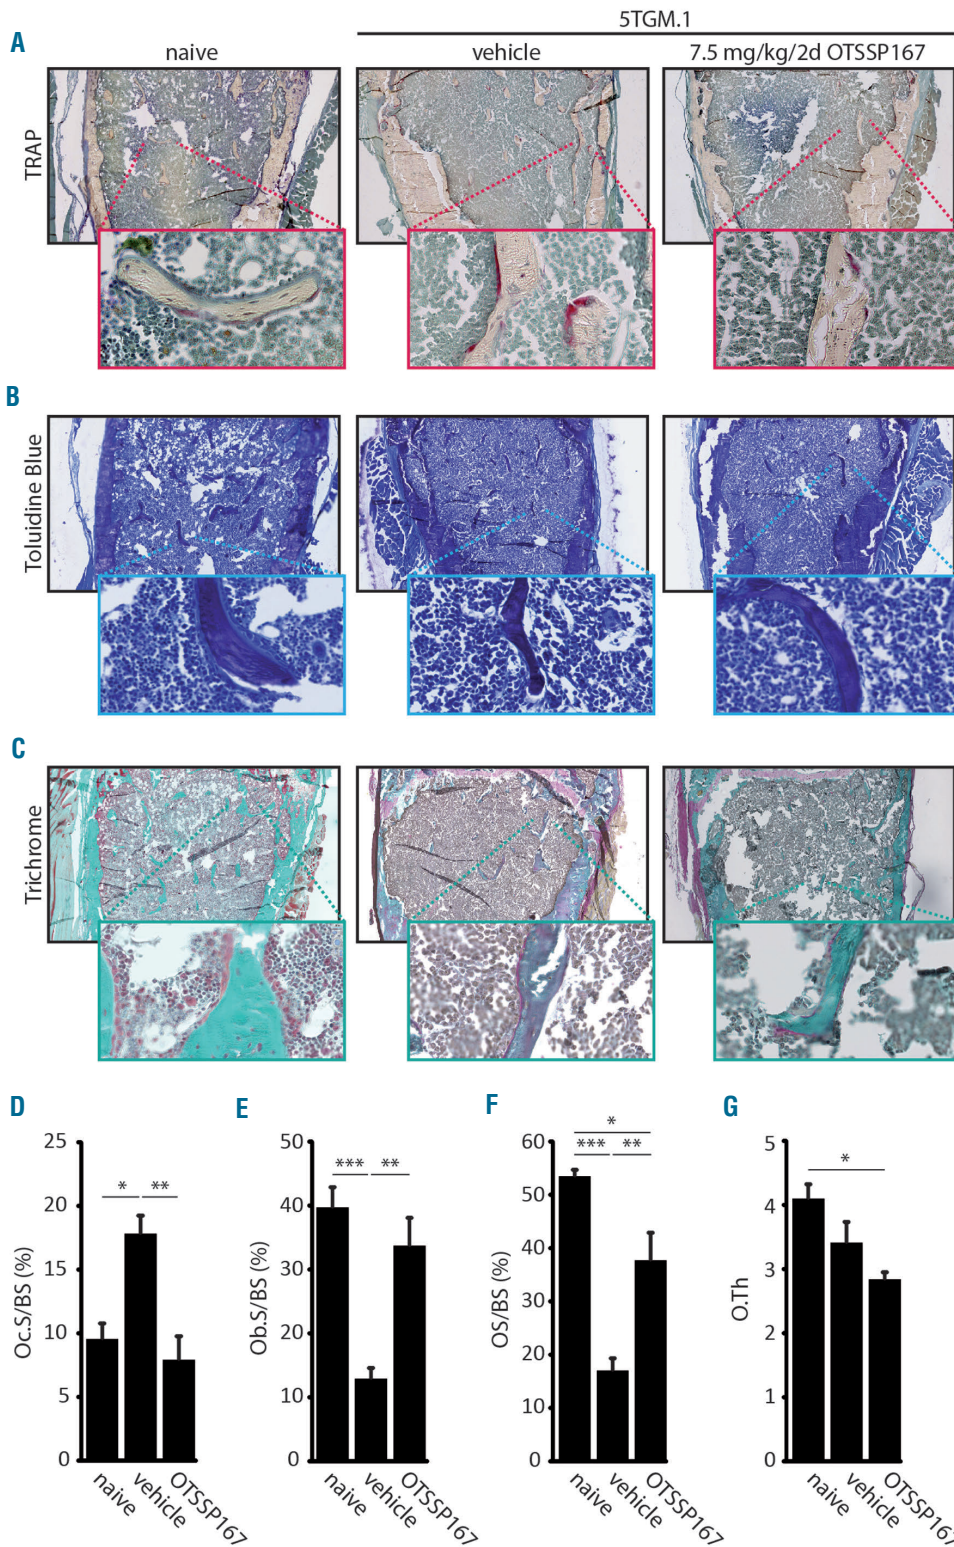 5TGM.1
A
naive
vehicle
7.5 mg/kg/2d OTSSP167
TRAP
B
Toluidine Blue
C
Trichrome
D
E
F
G
25
20
15
10
5
0
Oc.S/BS (%)
* **
naive
vehicle
OTSSP167
50
40
30
20
10
0
Ob.S/BS (%)
*** **
naive
vehicle
OTSSP167
60
50
40
30
20
10
0
OS/BS (%)
*
*** **
naive
vehicle
OTSSP167
5
4
3
2
1
0
O.Th
*
naive
vehicle
OTSSP167